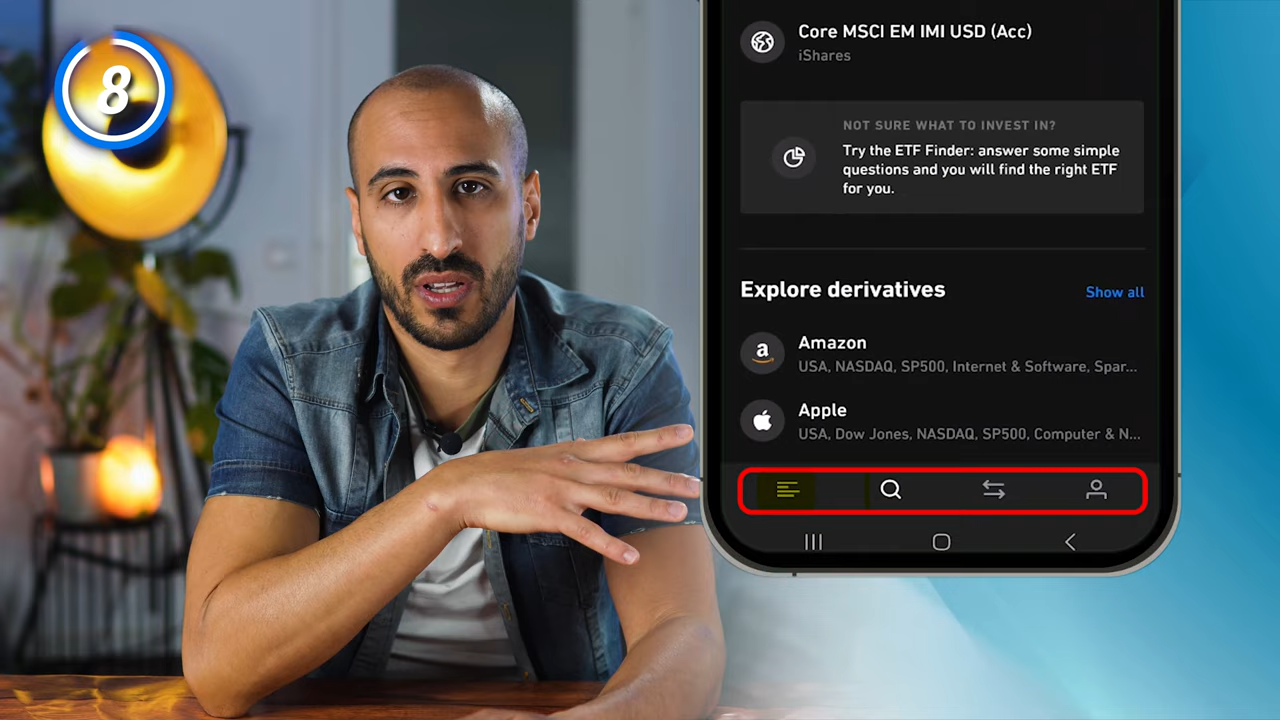 8
Core MSCI EM IMI USD (Acc)
iShares
NOT SURE WHAT TO INVEST IN?
Try the ETF Finder: answer some simple
questions and you will find the right ETF
for you.
Explore derivatives
Show all
Amazon
USA, NASDAQ, SP500, Internet & Software, Spar...
Apple
USA, Dow Jones, NASDAQ, SP500, Computer & N...